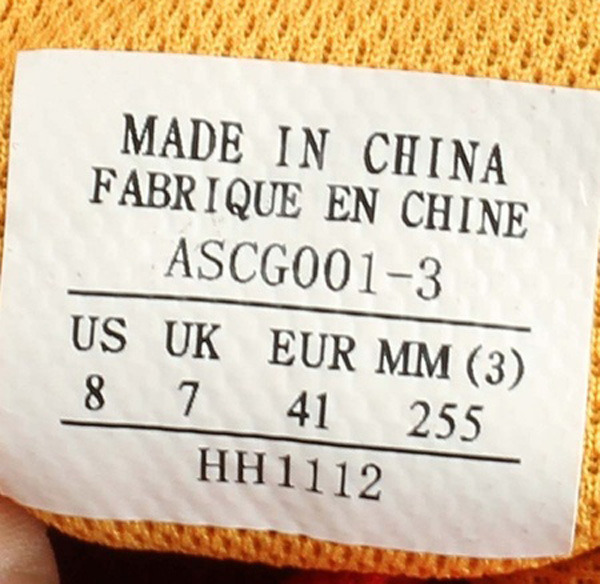 MADE IN CHINA
FABRIQUE EN CHINE
ASCG001-3
US UK EUR MM (3)
8 7 41 255
HH1112